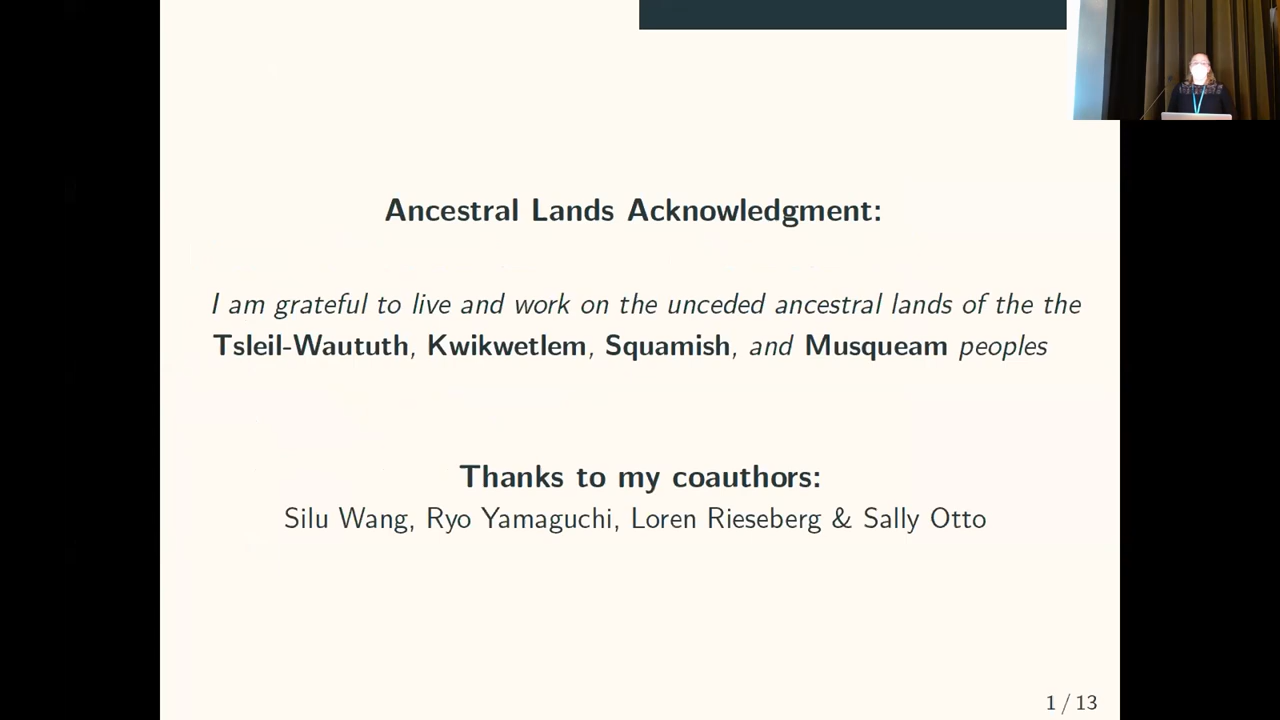 Ancestral Lands Acknowledgment:
I am grateful to live and work on the unceded ancestral lands of the the
Tsleil-Waututh, Kwikwetlem, Squamish, and Musqueam peoples
Thanks to my coauthors:
Silu Wang, Ryo Yamaguchi, Loren Rieseberg & Sally Otto
1 / 13